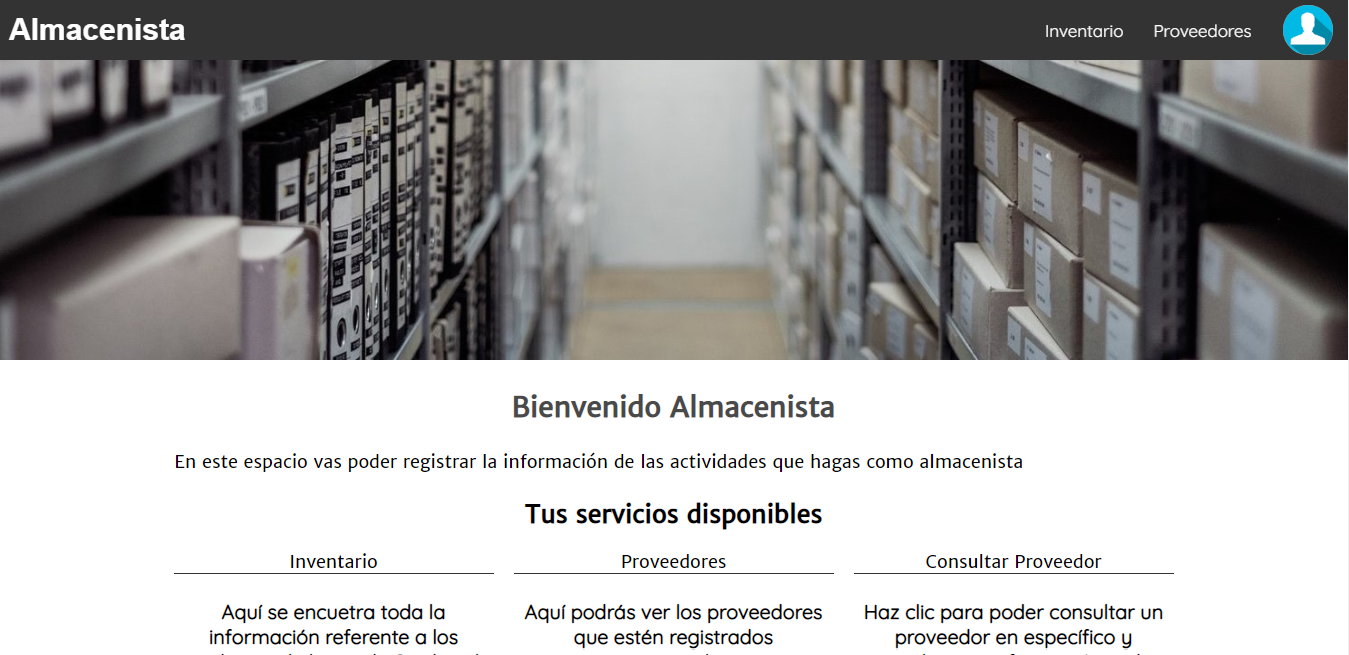 Almacenista
Inventario
Proveedores
Bienvenido Almacenista
En este espacio vas poder registrar la información de las actividades que hagas como almacenista
Tus servicios disponibles
Inventario
Proveedores
Consultar Proveedor
Aquí se encuetra toda la
información referente a los
Aquí podrás ver los proveedores
que estén registrados
Haz clic para poder consultar un
proveedor en específico y